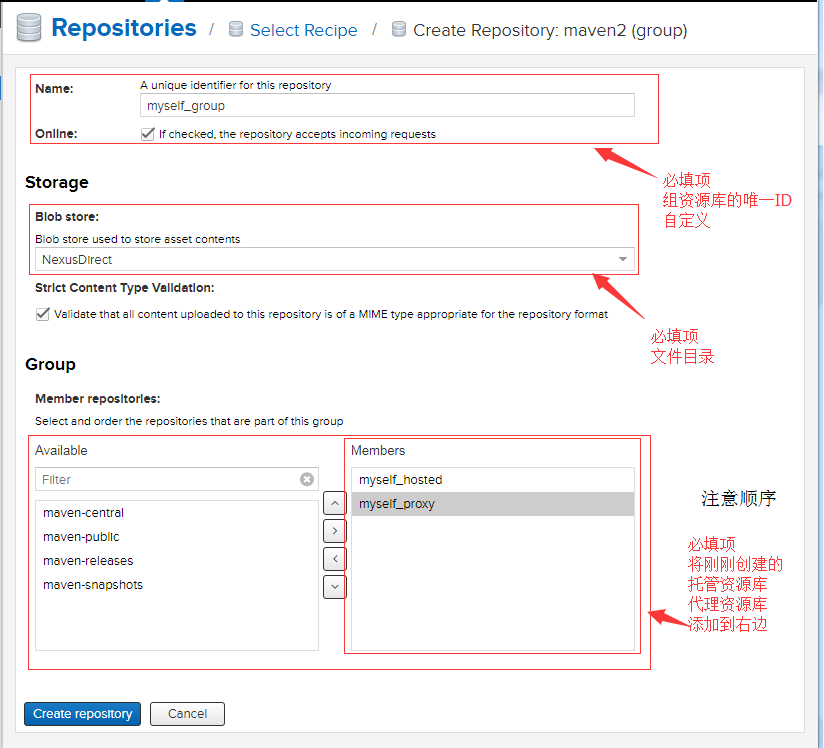 Repositories / Select Recipe / Create Repository: maven2 (group)
Name:
A unique identifier for this repository
myself_group
Online:
If checked, the repository accepts incoming requests
必填项
组资源库的唯一ID
自定义
Storage
Blob store:
Blob store used to store asset contents
NexusDirect
Strict Content Type Validation:
Validate that all content uploaded to this repository is of a MIME type appropriate for the repository format
必填项
文件目录
Group
Member repositories:
Select and order the repositories that are part of this group
Available
Filter
maven-central
maven-public
maven-releases
maven-snapshots
Members
myself_hosted
myself_proxy
注意顺序
必填项
将刚刚创建的
托管资源库
代理资源库
添加到右边
Create repository
Cancel